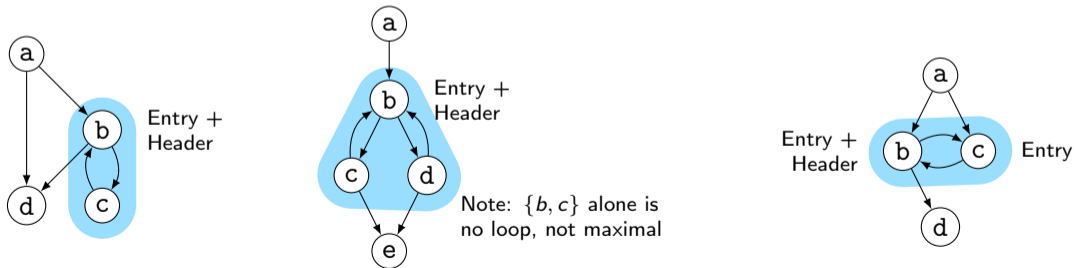 a
b
Entry +
Header
d
c
a
b
Entry +
Header
c
d
Note: {b, c} alone is
no loop, not maximal
e
a
Entry +
Header
b
c
Entry
d